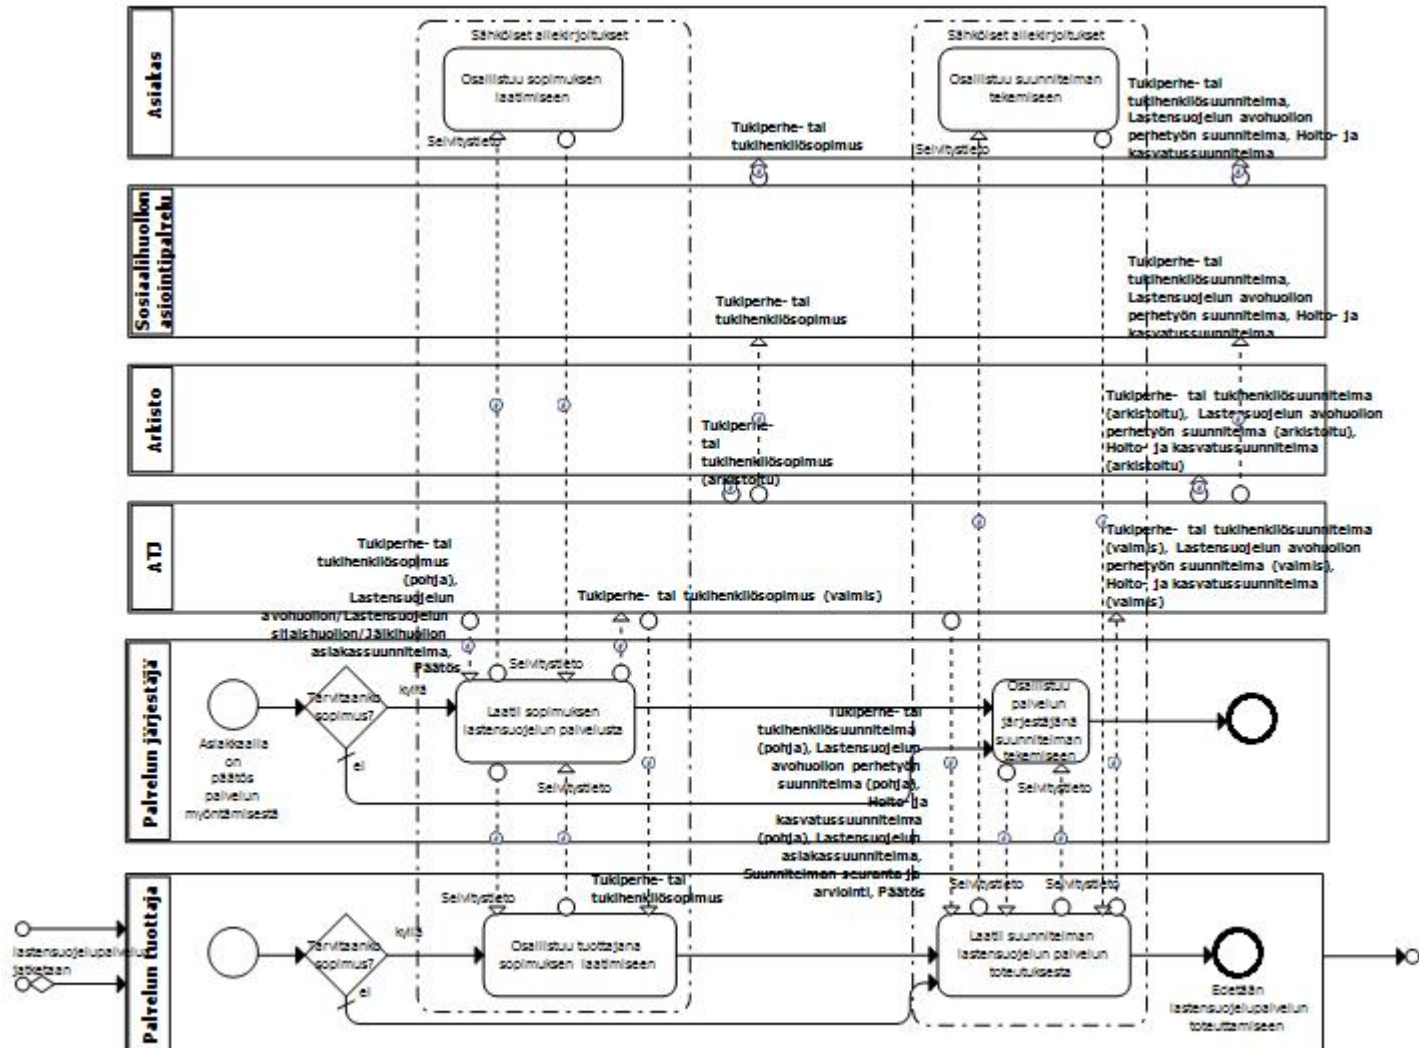 Asiakas
Sähköiset allekirjoitukset
Osallistuu sopimuksen
laatimiseen
Selvitystieto
Tukiperhe- tai
tukihenkilösopimus
Sähköiset allekirjoitukset
Osallistuu suunnitelman
tekemiseen
Selvitystieto
Tukiperhe- tai
tukihenkilösuunnitelma,
Lastensuojelun avohuollon
perhetyön suunnitelma, Hoito- ja
kasvatussuunnitelma
Sosiaalihuollon
asiointipalvelu
Tukiperhe- tai
tukihenkilösopimus
Tukiperhe- tai
tukihenkilösuunnitelma,
Lastensuojelun avohuollon
perhetyön suunnitelma, Hoito- ja
kasvatussuunnitelma
Arkisto
Tukiperhe-
tai
tukihenkilösopimus
(arkistoitu)
Tukiperhe- tai tukihenkilösuunnitelma
(arkistoitu), Lastensuojelun avohuollon
perhetyön suunnitelma (arkistoitu),
Hoito- ja kasvatussuunnitelma
(arkistoitu)
ATJ
Tukiperhe- tai
tukihenkilösopimus
(pohja),
Lastensuojelun
avohuollon/Lastensuojelun
sijaishuollon/Jälkihuollon
asiakassuunnitelma,
Päätös
Tukiperhe- tai tukihenkilösopimus (valmis)
Tukiperhe- tai tukihenkilösuunnitelma
(valmis), Lastensuojelun avohuollon
perhetyön suunnitelma (valmis),
Hoito- ja kasvatussuunnitelma
(valmis)
Palvelun järjestäjä
Asiakkaalla
on
päätös
palvelun
myöntämisestä
Tarvitaanko
sopimus?
kyllä
ei
Selvitystieto
Laatii sopimuksen
lastensuojelun palvelusta
Selvitystieto
Tukiperhe- tai
tukihenkilösuunnitelma
(pohja), Lastensuojelun
avohuollon perhetyön
suunnitelma (pohja),
Hoito- ja
kasvatussuunnitelma
(pohja), Lastensuojelun
asiakassuunnitelma,
Suunnitelman seuranta ja
arviointi, Päätös
Osallistuu
palvelun
järjestäjänä
suunnitelman
tekemiseen
Selvitystieto
Palvelun tuottaja
lastensuojelupalvelua
jatketaan
Tarvitaanko
sopimus?
kyllä
ei
Selvitystieto
Tukiperhe- tai
tukihenkilösopimus
Osallistuu tuottajana
sopimuksen laatimiseen
Selvitystieto
Selvitystieto
Laatii suunnitelman
lastensuojelun palvelun
toteutuksesta
Edetään
lastensuojelupalvelun
toteuttamiseen